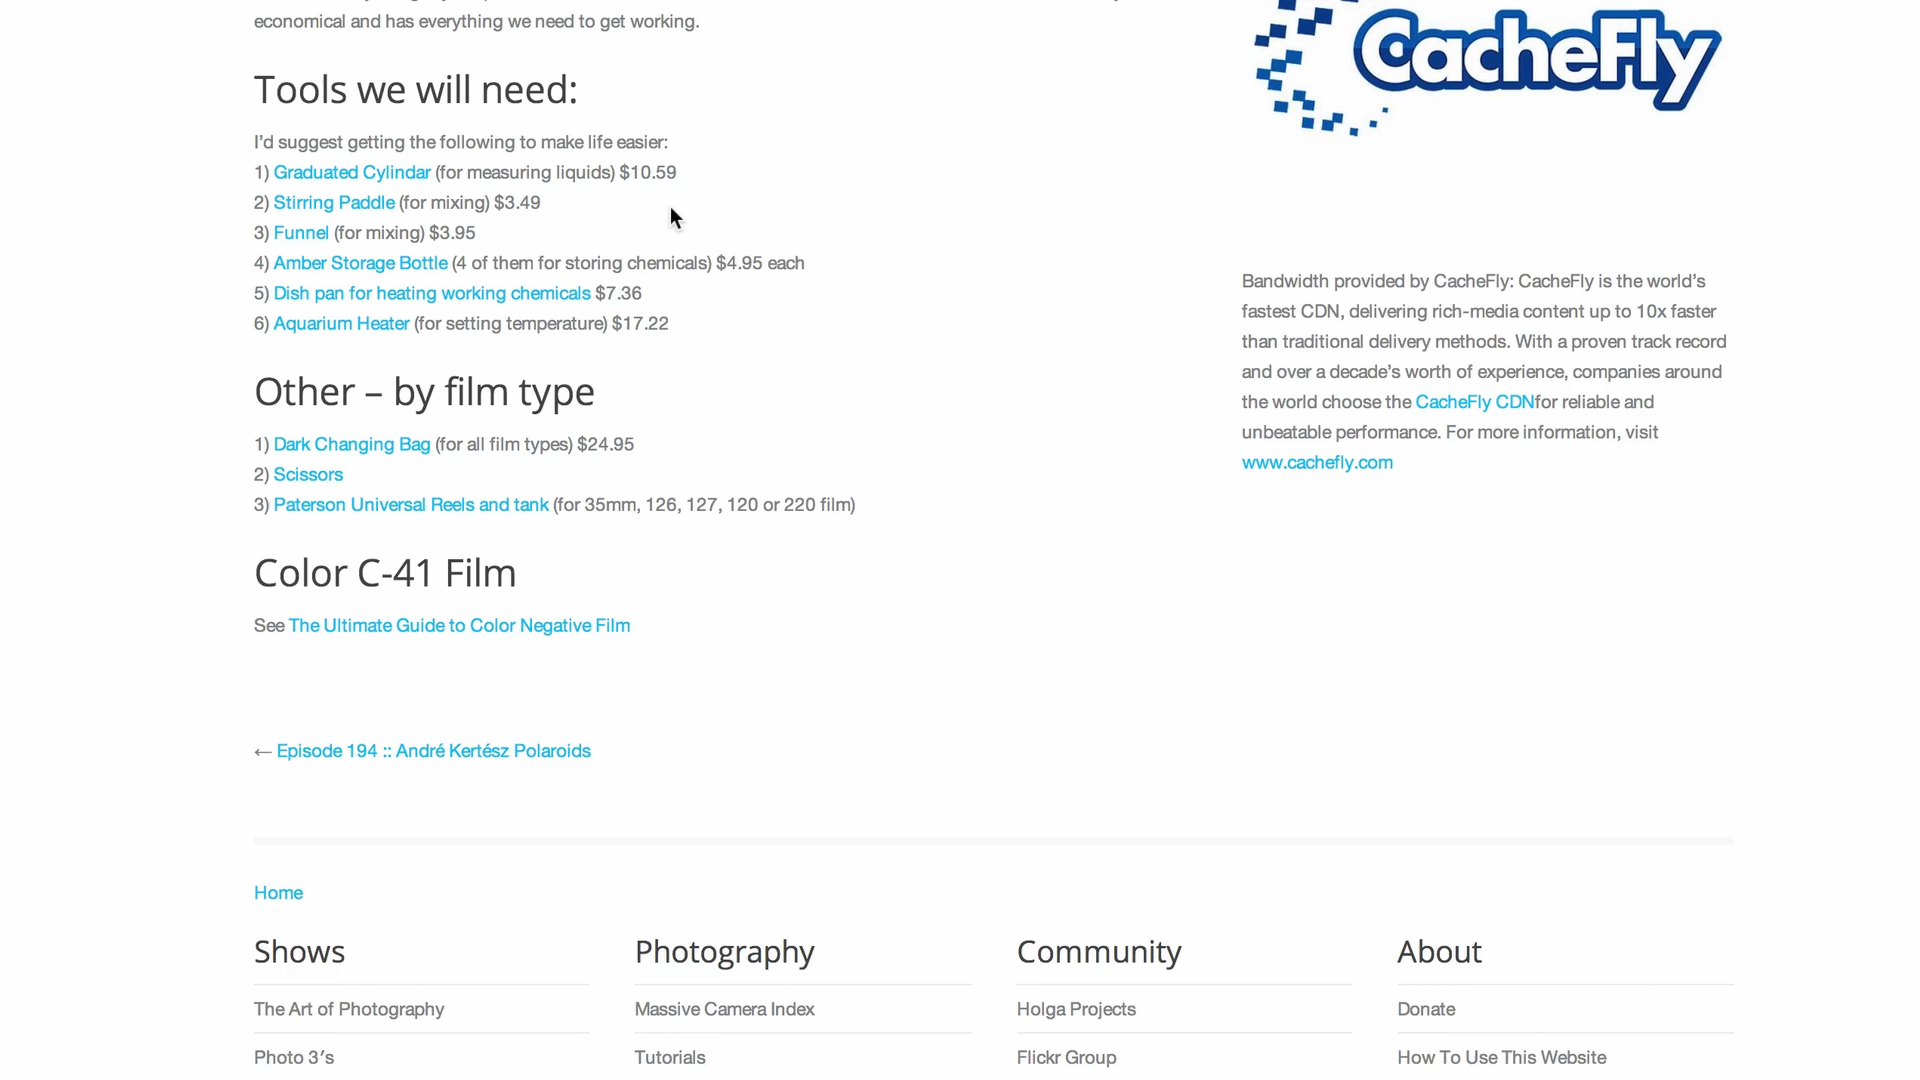 economical and has everything we need to get working.
Tools we will need:
I'd suggest getting the following to make life easier:
1) Graduated Cylindar (for measuring liquids) $10.59
2) Stirring Paddle (for mixing) $3.49
3) Funnel (for mixing) $3.95
4) Amber Storage Bottle (4 of them for storing chemicals) $4.95 each
5) Dish pan for heating working chemicals $7.36
6) Aquarium Heater (for setting temperature) $17.22
Other – by film type
1) Dark Changing Bag (for all film types) $24.95
2) Scissors
3) Paterson Universal Reels and tank (for 35mm, 126, 127, 120 or 220 film)
Color C-41 Film
See The Ultimate Guide to Color Negative Film
← Episode 194 :: André Kertész Polaroids
CacheFly
Bandwidth provided by CacheFly: CacheFly is the world's
fastest CDN, delivering rich-media content up to 10x faster
than traditional delivery methods. With a proven track record
and over a decade's worth of experience, companies around
the world choose the CacheFly CDNfor reliable and
unbeatable performance. For more information, visit
www.cachefly.com
Home
Shows
The Art of Photography
Photo 3's
Photography
Massive Camera Index
Tutorials
Community
Holga Projects
Flickr Group
About
Donate
How To Use This Website